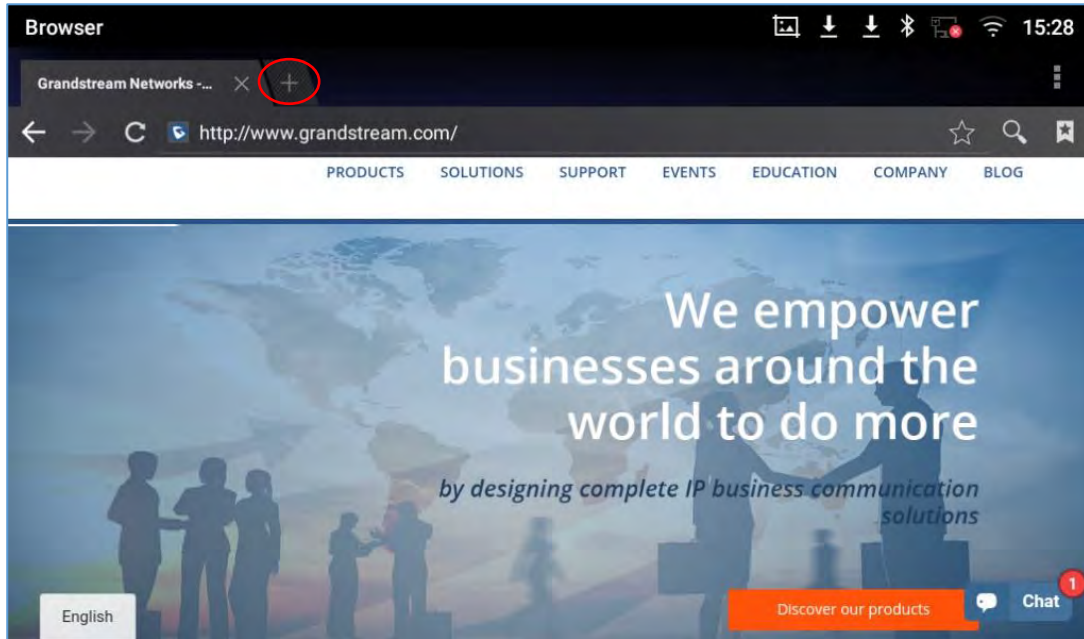 Browser
15:28
Grandstream Networks -...
http://www.grandstream.com/
PRODUCTS SOLUTIONS SUPPORT EVENTS EDUCATION COMPANY BLOG
We empower
businesses around the
world to do more
by designing complete IP business communication
solutions
English
Discover our products
Chat
1